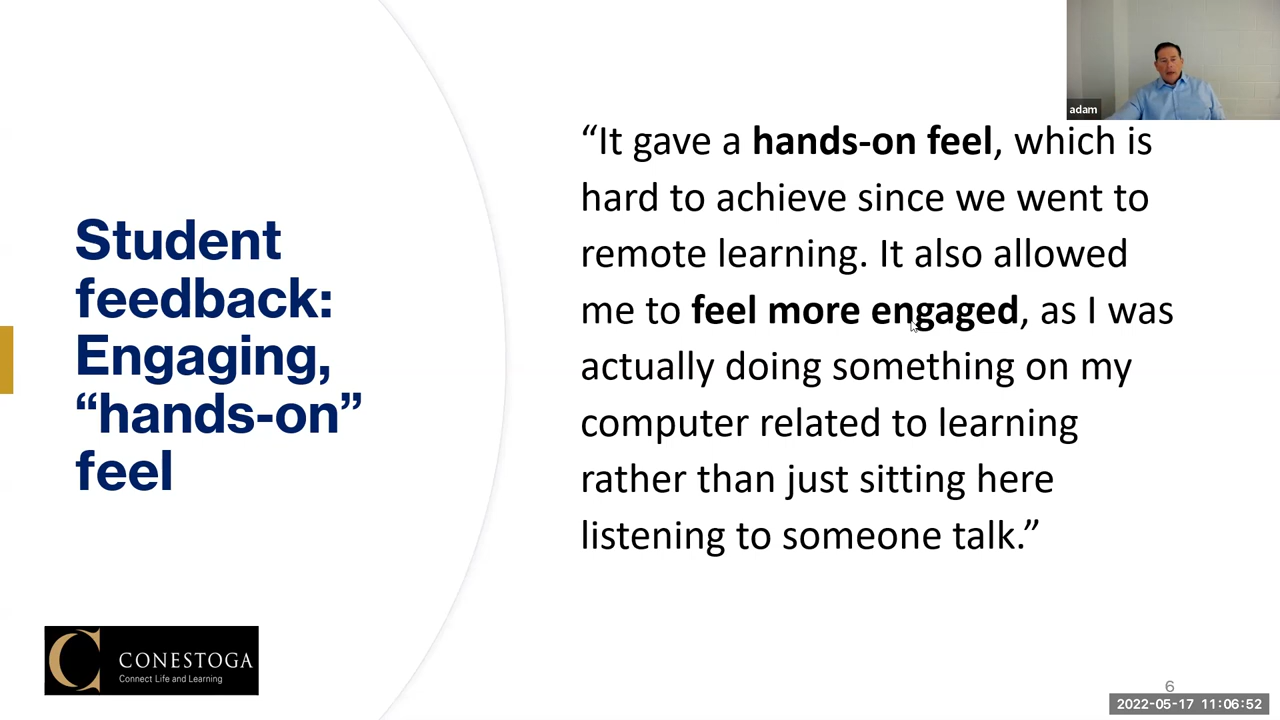 adam
Student
feedback:
Engaging,
“hands-on”
feel
“It gave a hands-on feel, which is
hard to achieve since we went to
remote learning. It also allowed
me to feel more engaged, as I was
actually doing something on my
computer related to learning
rather than just sitting here
listening to someone talk.”
CONESTOGA
Connect Life and Learning
6
2022-05-17 11:06:52